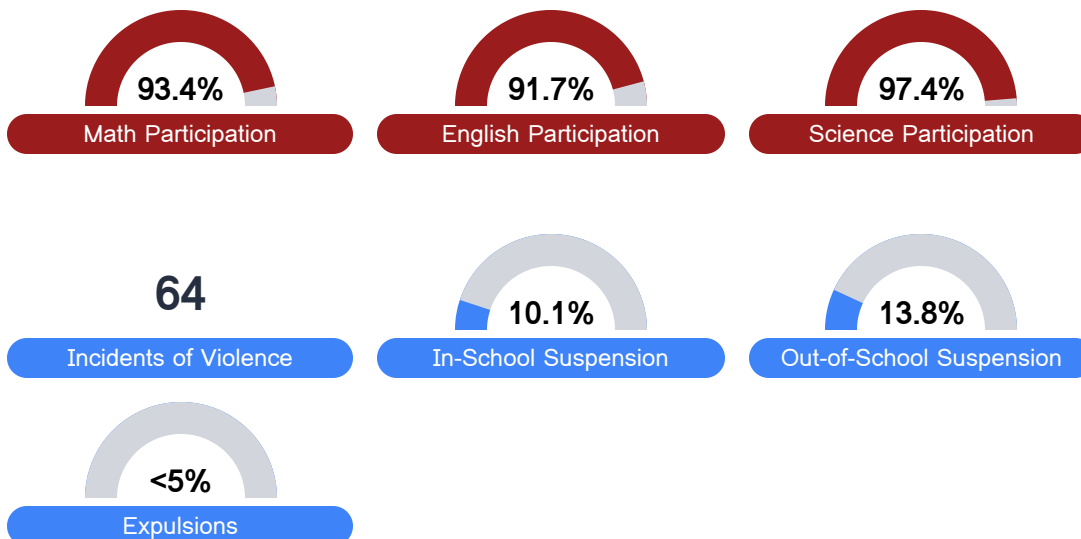 93.4%
Math Participation
91.7%
English Participation
97.4%
Science Participation
64
Incidents of Violence
10.1%
In-School Suspension
13.8%
Out-of-School Suspension
<5%
Expulsions